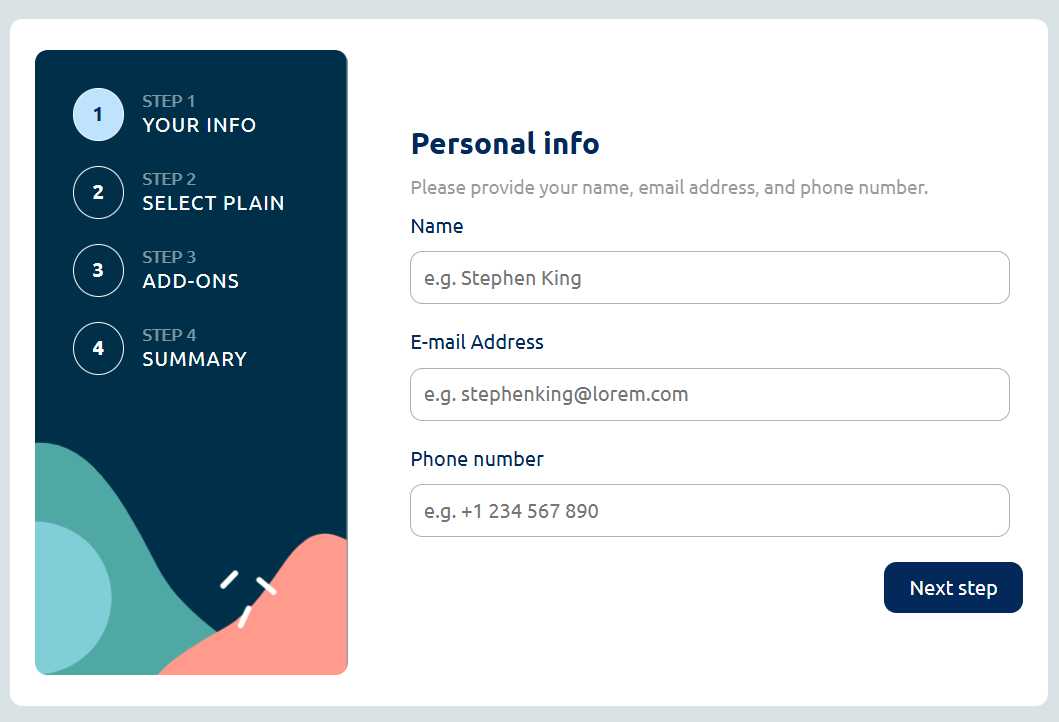 1
STEP 1
YOUR INFO
2
STEP 2
SELECT PLAIN
3
STEP 3
ADD-ONS
4
STEP 4
SUMMARY
Personal info
Please provide your name, email address, and phone number.
Name
e.g. Stephen King
E-mail Address
e.g. stephenking@lorem.com
Phone number
e.g. +1 234 567 890
Next step